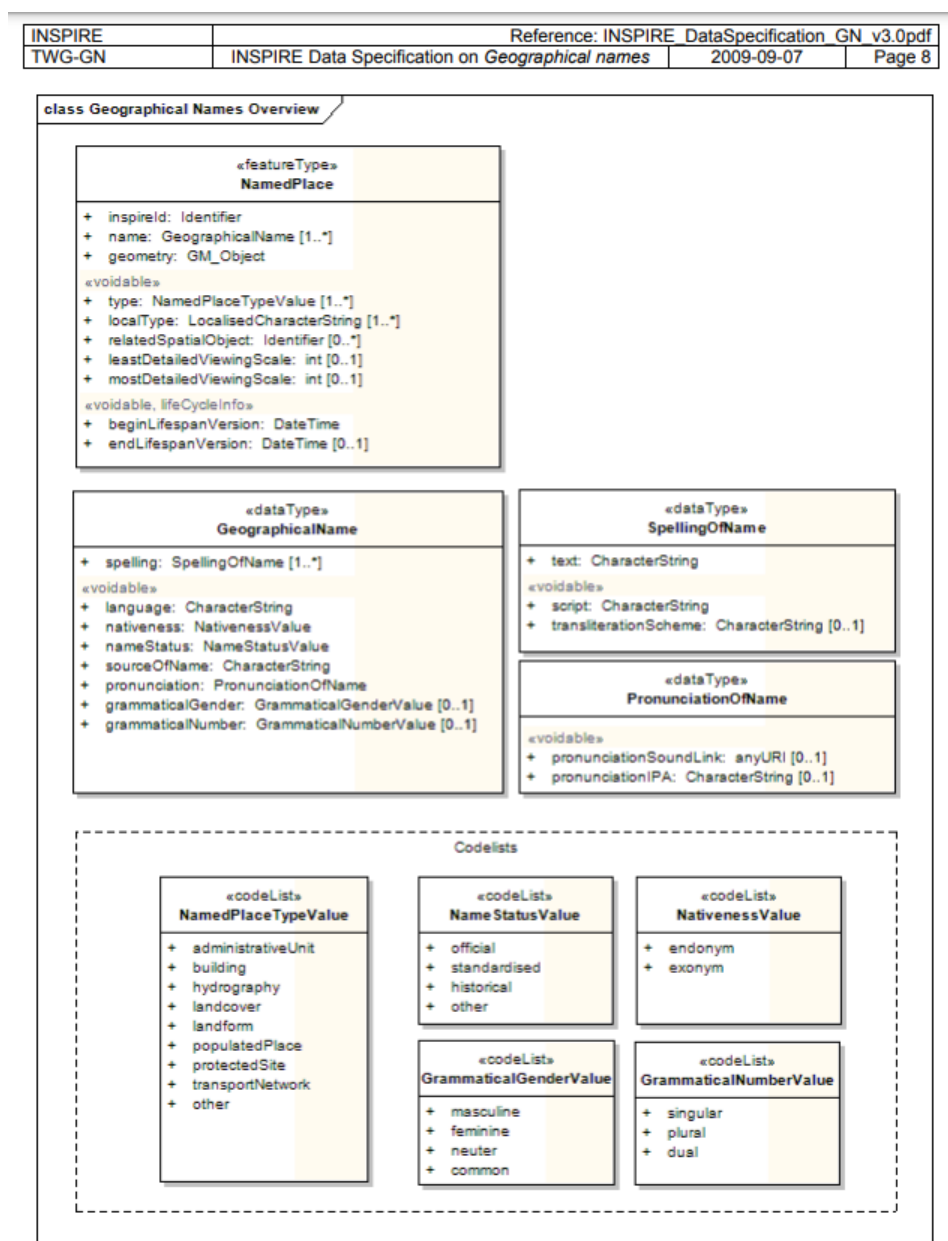 INSPIRE Reference: INSPIRE_DataSpecification_GN_v3.0pdf
TWG-GN INSPIRE Data Specification on Geographical names 2009-09-07 Page 8
class Geographical Names Overview
«featureType»
NamedPlace
+ inspireId: Identifier
+ name: GeographicalName [1..*]
+ geometry: GM_Object
«voidable»
+ type: NamedPlaceTypeValue [1..*]
+ localType: LocalisedCharacterString [1..*]
+ relatedSpatialObject: Identifier [0..*]
+ leastDetailedViewingScale: int [0..1]
+ mostDetailedViewingScale: int [0..1]
«voidable, lifeCycleInfo»
+ beginLifespanVersion: DateTime
+ endLifespanVersion: DateTime [0..1]
«dataType»
GeographicalName
+ spelling: SpellingOfName [1..*]
«voidable»
+ language: CharacterString
+ nativeness: NativenessValue
+ nameStatus: NameStatusValue
+ sourceOfName: CharacterString
+ pronunciation: PronunciationOfName
+ grammaticalGender: GrammaticalGenderValue [0..1]
+ grammaticalNumber: GrammaticalNumberValue [0..1]
«dataType»
SpellingOfName
+ text: CharacterString
«voidable»
+ script: CharacterString
+ transliterationScheme: CharacterString [0..1]
«dataType»
PronunciationOfName
«voidable»
+ pronunciationSoundLink: anyURI [0..1]
+ pronunciationIPA: CharacterString [0..1]
Codelists
«codeList»
NamedPlaceTypeValue
+ administrativeUnit
+ building
+ hydrography
+ landcover
+ landform
+ populatedPlace
+ protectedSite
+ transportNetwork
+ other
«codeList»
NameStatusValue
+ official
+ standardised
+ historical
+ other
«codeList»
NativenessValue
+ endonym
+ exonym
«codeList»
GrammaticalGenderValue
+ masculine
+ feminine
+ neuter
+ common
«codeList»
GrammaticalNumberValue
+ singular
+ plural
+ dual